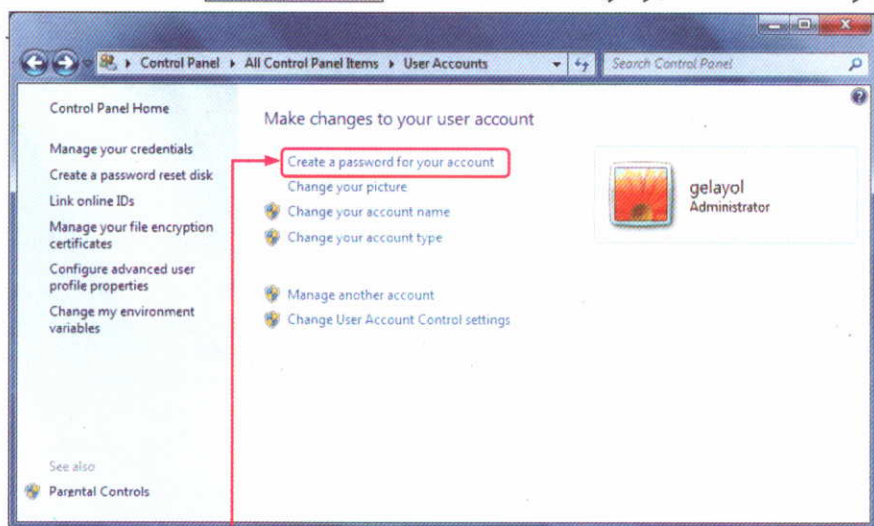 Control Panel ▸ All Control Panel Items ▸ User Accounts
Search Control Panel
Control Panel Home
Manage your credentials
Create a password reset disk
Link online IDs
Manage your file encryption
certificates
Configure advanced user
profile properties
Change my environment
variables
See also
Parental Controls
Make changes to your user account
Create a password for your account
Change your picture
Change your account name
Change your account type
Manage another account
Change User Account Control settings
gelayol
Administrator